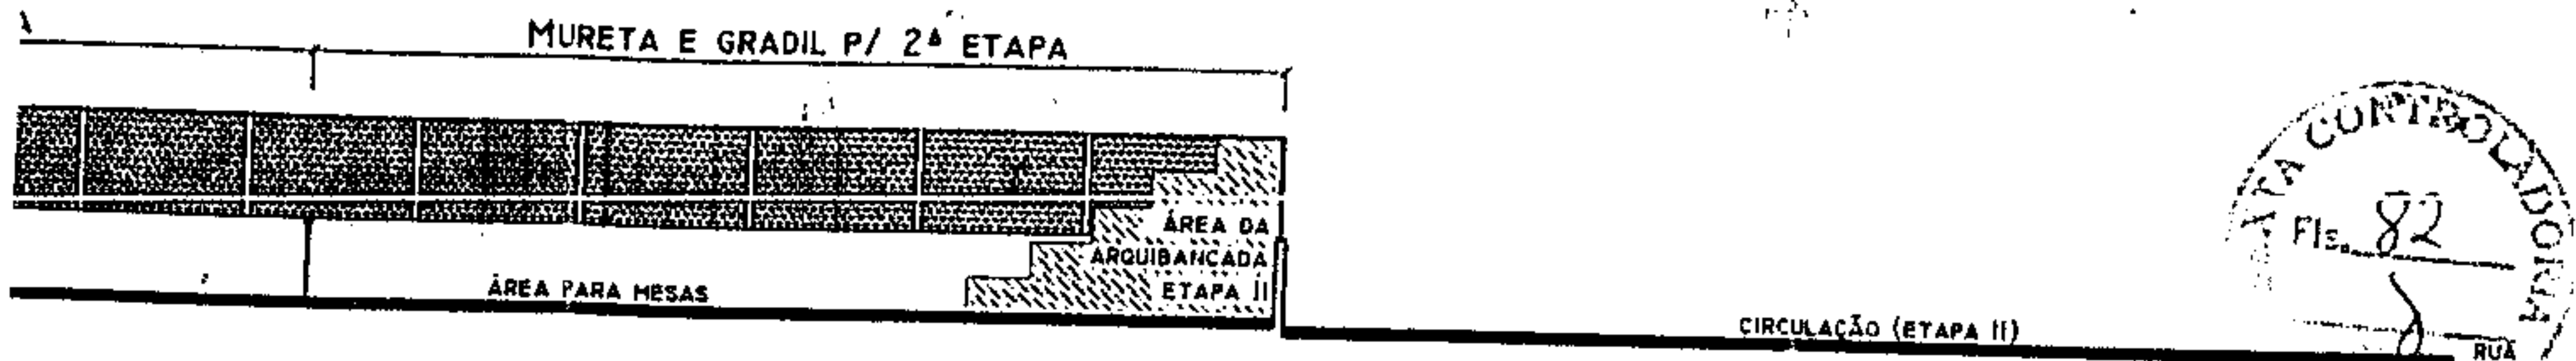 MURETA E GRADIL P/ 2ª ETAPA
ÁREA DA
ARQUIBANCADA
ETAPA II
ÁREA PARA MESAS
CIRCULAÇÃO (ETAPA II)
RUA
CONTROLADORIA
Fls. 82